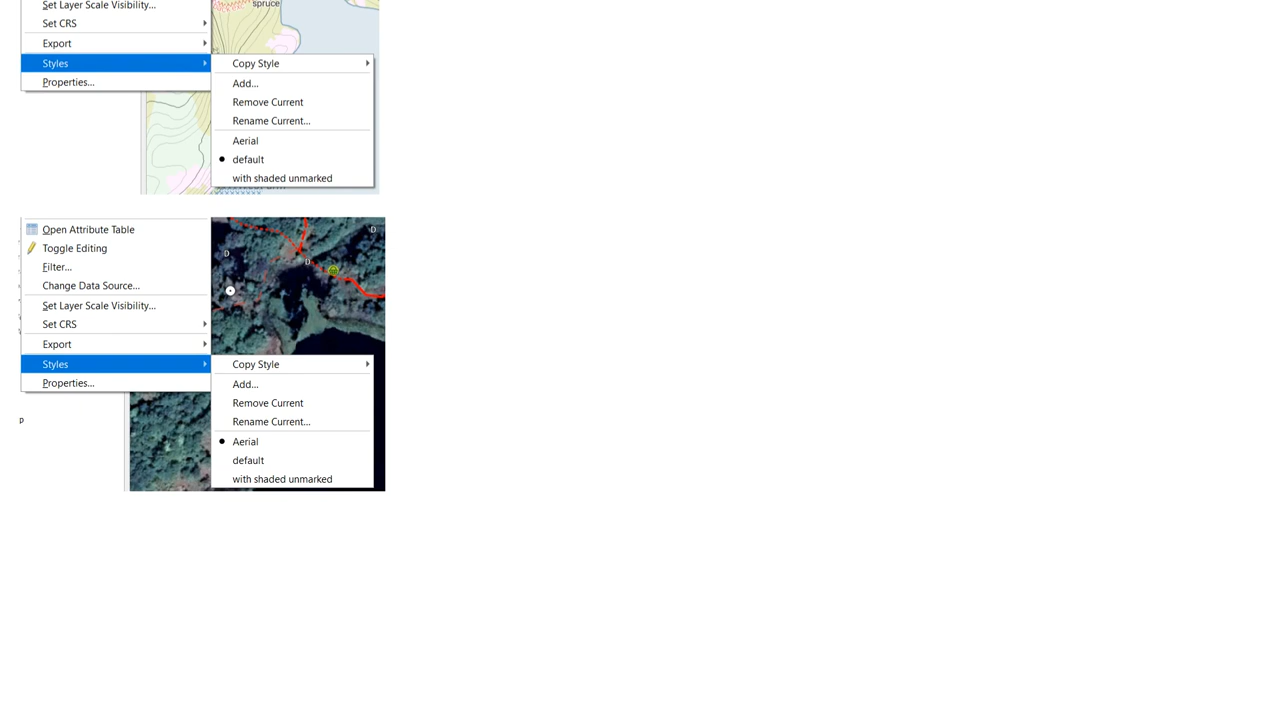 Set Layer Scale Visibility...
spruce
Set CRS
Export
Styles
Copy Style
Properties...
Add...
Remove Current
Rename Current...
Aerial
default
with shaded unmarked
Open Attribute Table
D
Toggle Editing
D
D
Filter...
Change Data Source...
Set Layer Scale Visibility...
Set CRS
Export
Styles
Copy Style
Properties...
Add...
Remove Current
Rename Current...
p
Aerial
default
with shaded unmarked